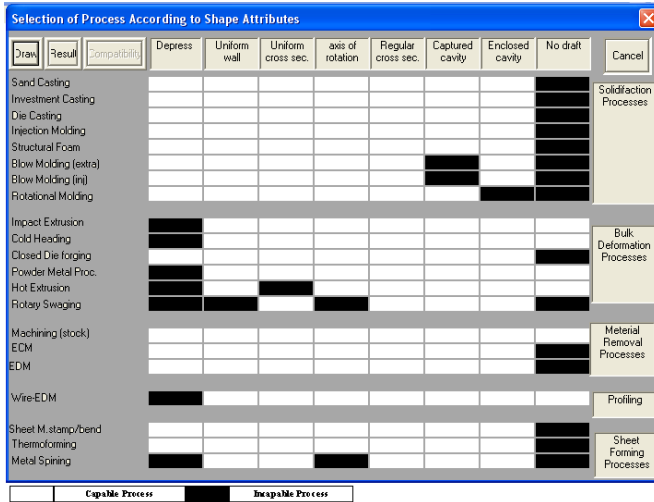 Selection of Process According to Shape Attributes
Draw Result Compatibility Depress Uniform wall Uniform cross sec. axis of rotation Regular cross sec. Captured cavity Enclosed cavity No draft Cancel
Sand Casting
Investment Casting
Die Casting
Injection Molding
Structural Foam
Blow Molding (extra)
Blow Molding (inj)
Rotational Molding
Solidifaction
Processes
Impact Extrusion
Cold Heading
Closed Die forging
Powder Metal Proc.
Hot Extrusion
Rotary Swaging
Bulk
Deformation
Processes
Machining (stock)
ECM
EDM
Meterial
Removal
Processes
Wire-EDM
Profiling
Sheet M.stamp/bend
Thermoforming
Metal Spining
Sheet
Forming
Processes
Capable Process Incapable Process